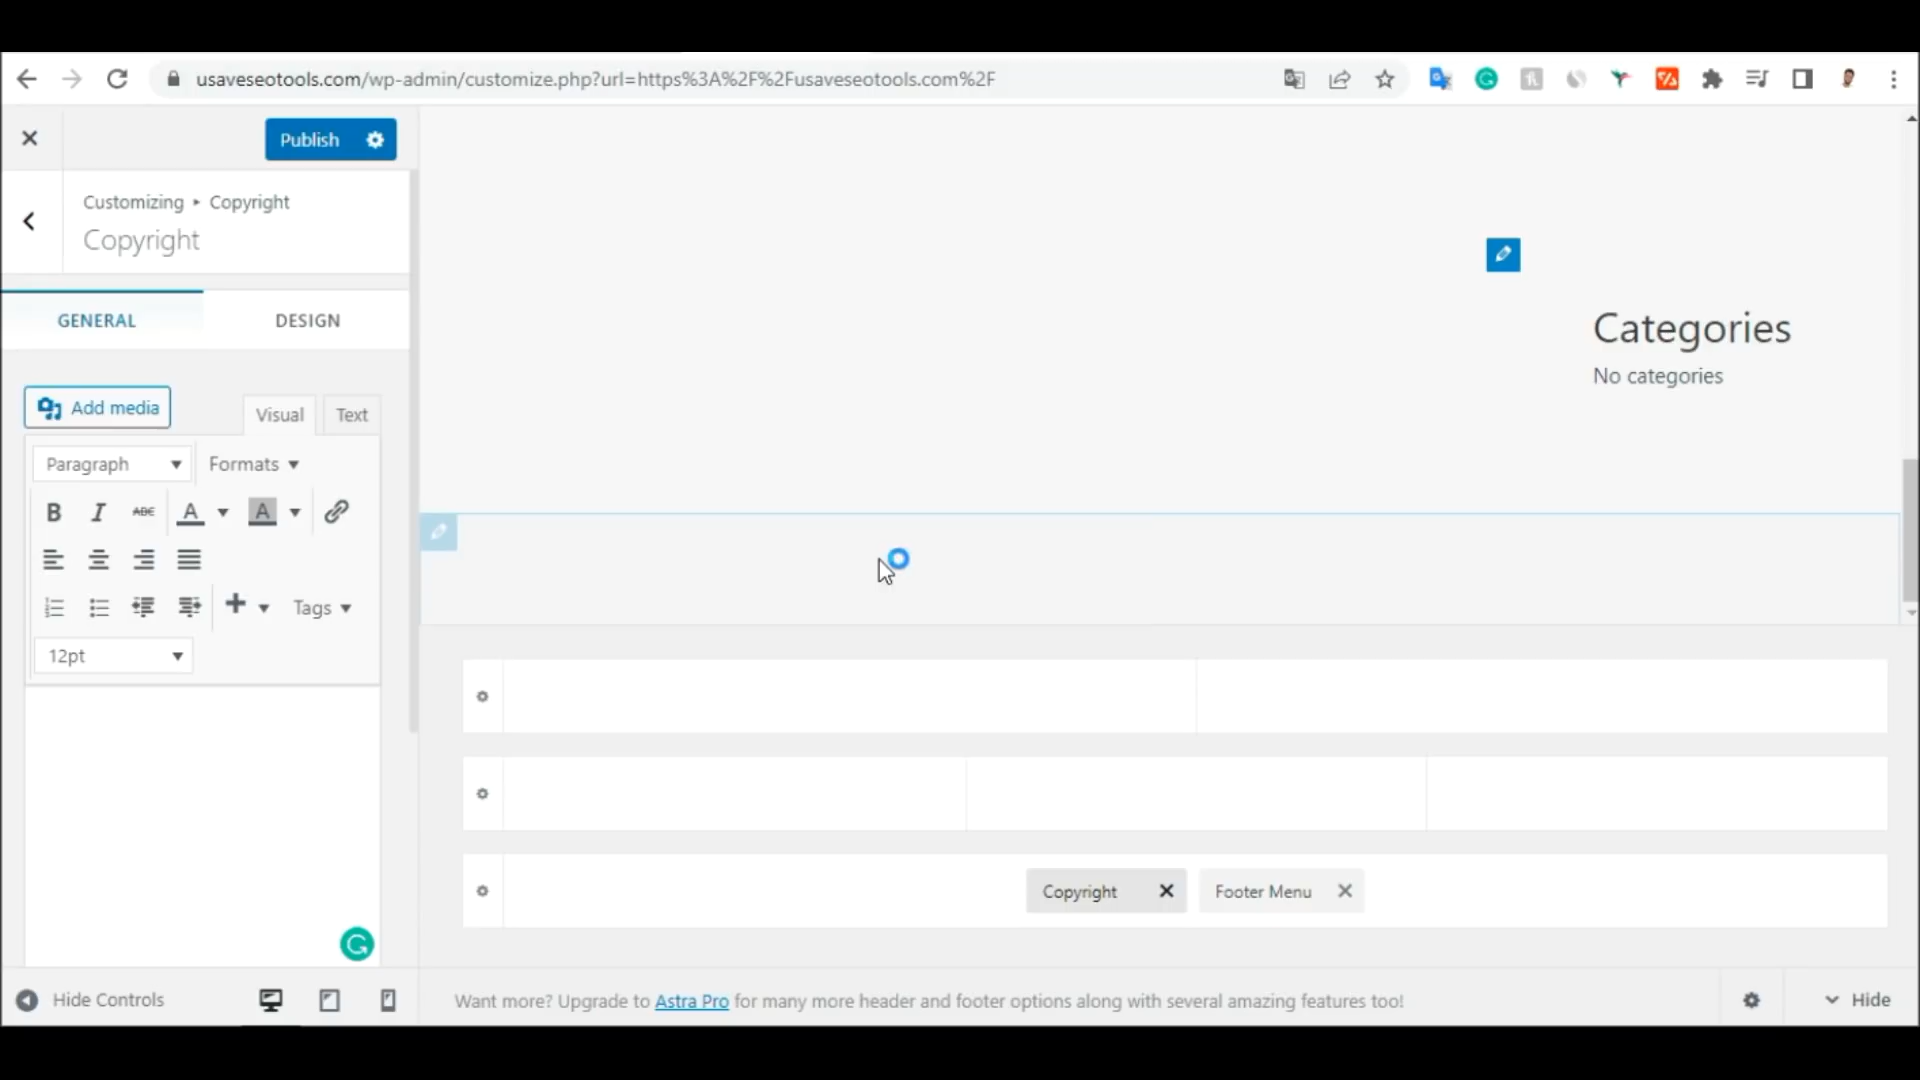 usaveseotools.com/wp-admin/customize.php?url=https%3A%2F%2Fusaveseotools.com%2F
Publish
Customizing ▸ Copyright
Copyright
GENERAL
DESIGN
Add media
Visual
Text
Paragraph
Formats
B I ABC A A
Tags
12pt
Categories
No categories
Copyright
Footer Menu
Hide Controls
Want more? Upgrade to Astra Pro for many more header and footer options along with several amazing features too!
Hide